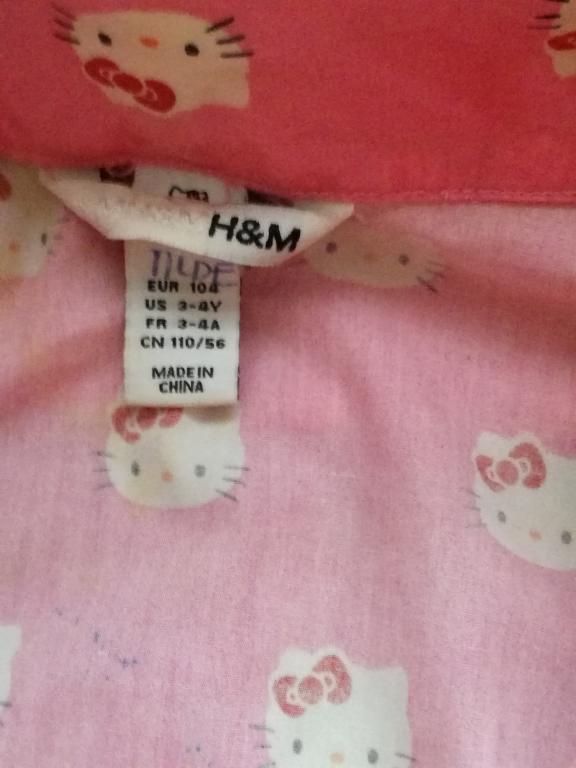 H&M
EUR 104
US 3-4Y
FR 3-4A
CN 110/56
MADE IN
CHINA